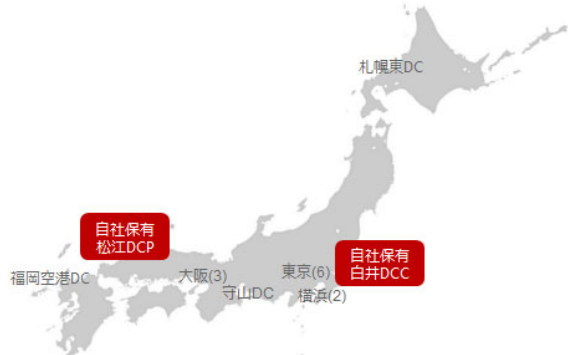 札幌東DC
自社保有
松江DCP
自社保有
白井DCC
福岡空港DC
大阪(3)
東京(6)
守山DC
横浜(2)